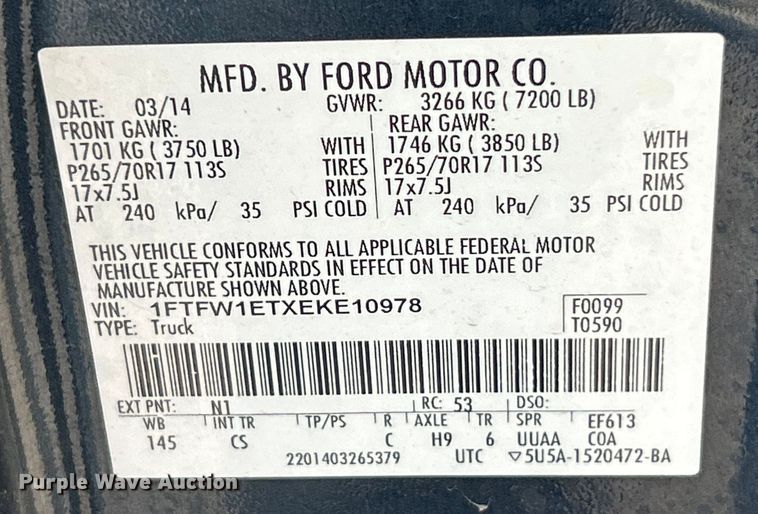 MFD. BY FORD MOTOR CO.
DATE: 03/14 GVWR: 3266 KG ( 7200 LB)
FRONT GAWR: REAR GAWR:
1701 KG ( 3750 LB) WITH 1746 KG ( 3850 LB) WITH
P265/70R17 113S TIRES P265/70R17 113S TIRES
17x7.5J RIMS 17x7.5J RIMS
AT 240 kPa/ 35 PSI COLD AT 240 kPa/ 35 PSI COLD
THIS VEHICLE CONFORMS TO ALL APPLICABLE FEDERAL MOTOR
VEHICLE SAFETY STANDARDS IN EFFECT ON THE DATE OF
MANUFACTURE SHOWN ABOVE.
VIN: 1FTFW1ETXEKE10978 F0099
TYPE: Truck T0590
EXT PNT: N1 RC: 53 DSO:
WB INT TR TP/PS R AXLE TR SPR EF613
145 CS C H9 6 UUAA COA
2201403265379 UTC ▽5U5A-1520472-BA
Purple Wave Auction